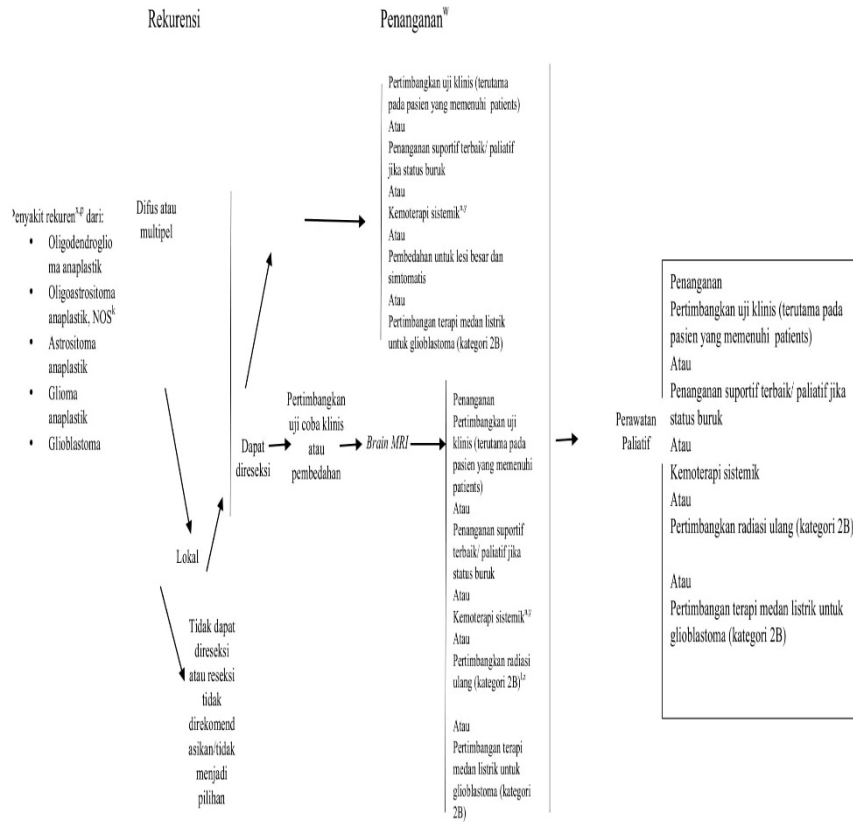 Rekurensi
Penanganan^w
Penyakit rekuren dari:
• Oligodendroglio
ma anaplastik
• Oligoastrositoma
anaplastik, NOS^k
• Astrositoma
anaplastik
• Glioma
anaplastik
• Glioblastoma
Difus atau
multipel
Lokal
Tidak dapat
direseksi
atau reseksi
tidak
direkomend
asikan/tidak
menjadi
pilihan
Dapat
direseksi
Pertimbangkan
uji coba klinis
atau
pembedahan
Brain MRI
Pertimbangkan uji klinis (terutama
pada pasien yang memenuhi patients)
Atau
Penanganan suportif terbaik/ paliatif
jika status buruk
Atau
Kemoterapi sistemik
Atau
Pembedahan untuk lesi besar dan
simtomatis
Atau
Pertimbangan terapi medan listrik
untuk glioblastoma (kategori 2B)
Penanganan
Pertimbangkan uji
klinis (terutama pada
pasien yang memenuhi
patients)
Atau
Penanganan suportif
terbaik/ paliatif jika
status buruk
Atau
Kemoterapi sistemik
Atau
Pertimbangkan radiasi
ulang (kategori 2B)
Atau
Pertimbangan terapi
medan listrik untuk
glioblastoma (kategori
2B)
Perawatan
Paliatif
Penanganan
Pertimbangkan uji klinis (terutama pada
pasien yang memenuhi patients)
Atau
Penanganan suportif terbaik/ paliatif jika
status buruk
Atau
Kemoterapi sistemik
Atau
Pertimbangkan radiasi ulang (kategori 2B)
Atau
Pertimbangan terapi medan listrik untuk
glioblastoma (kategori 2B)